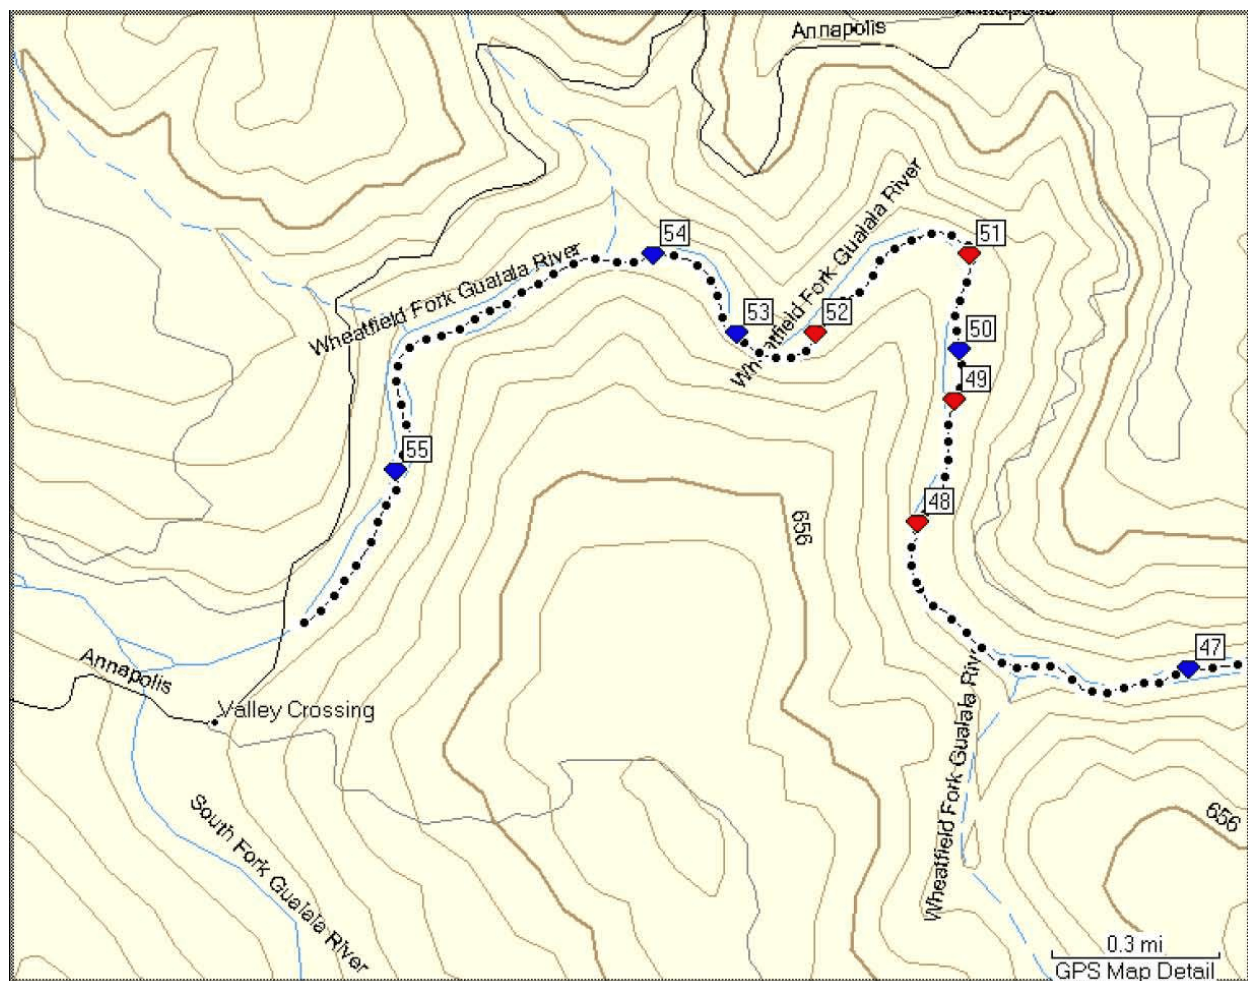 Annapolis
Annapolis
54
51
Wheatfield Fork Gualala River
Wheatfield Fork Gualala River
53
52
50
49
55
48
656
47
Annapolis
Valley Crossing
Wheatfield Fork Gualala Riv
South Fork Gualala River
656
0.3 mi
GPS Map Detail